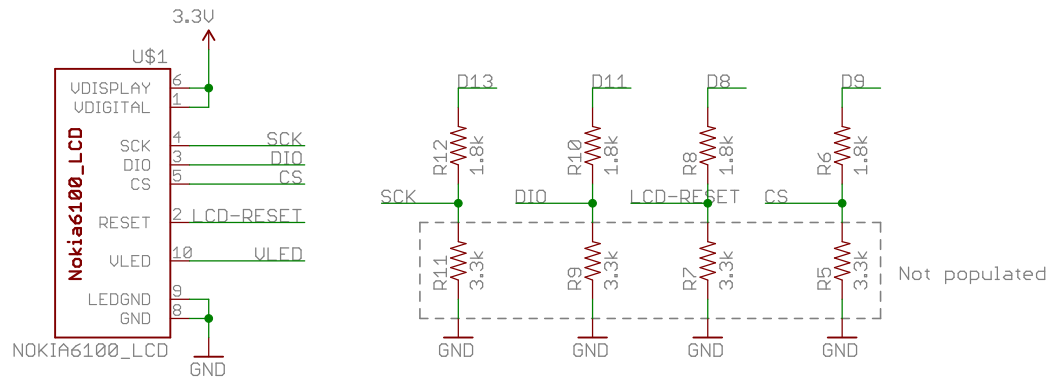 3.3V
U$1
VDISPLAY 6
VDIGITAL 1
SCK 4 SCK
DIO 3 DIO
CS 5 CS
RESET 2 LCD-RESET
VLED 10 VLED
LEDGND 9
GND 8
Nokia6100_LCD
NOKIA6100_LCD
GND
D13 D11 D8 D9
R12 1.8k R10 1.8k R8 1.8k R6 1.8k
SCK DIO LCD-RESET CS
R11 3.3k R9 3.3k R7 3.3k R5 3.3k
Not populated
GND GND GND GND